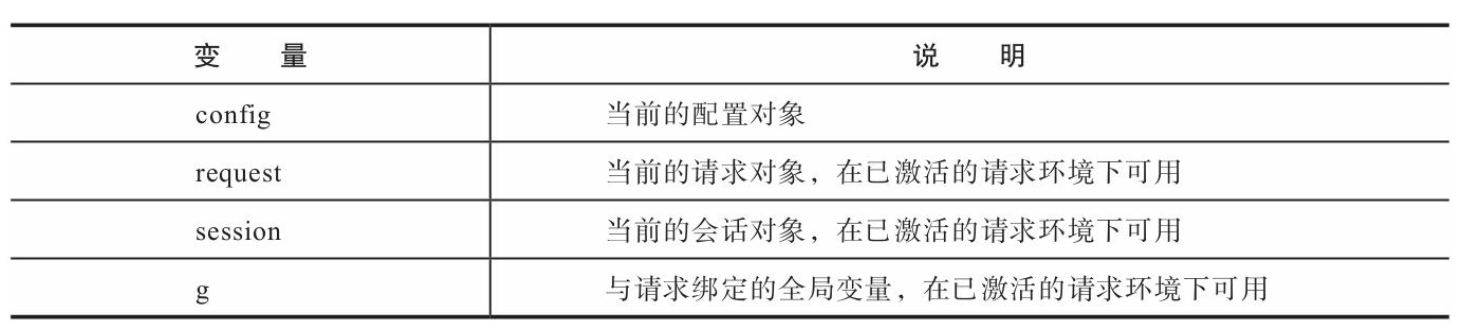 变 量 说 明
config 当前的配置对象
request 当前的请求对象，在已激活的请求环境下可用
session 当前的会话对象，在已激活的请求环境下可用
g 与请求绑定的全局变量，在已激活的请求环境下可用